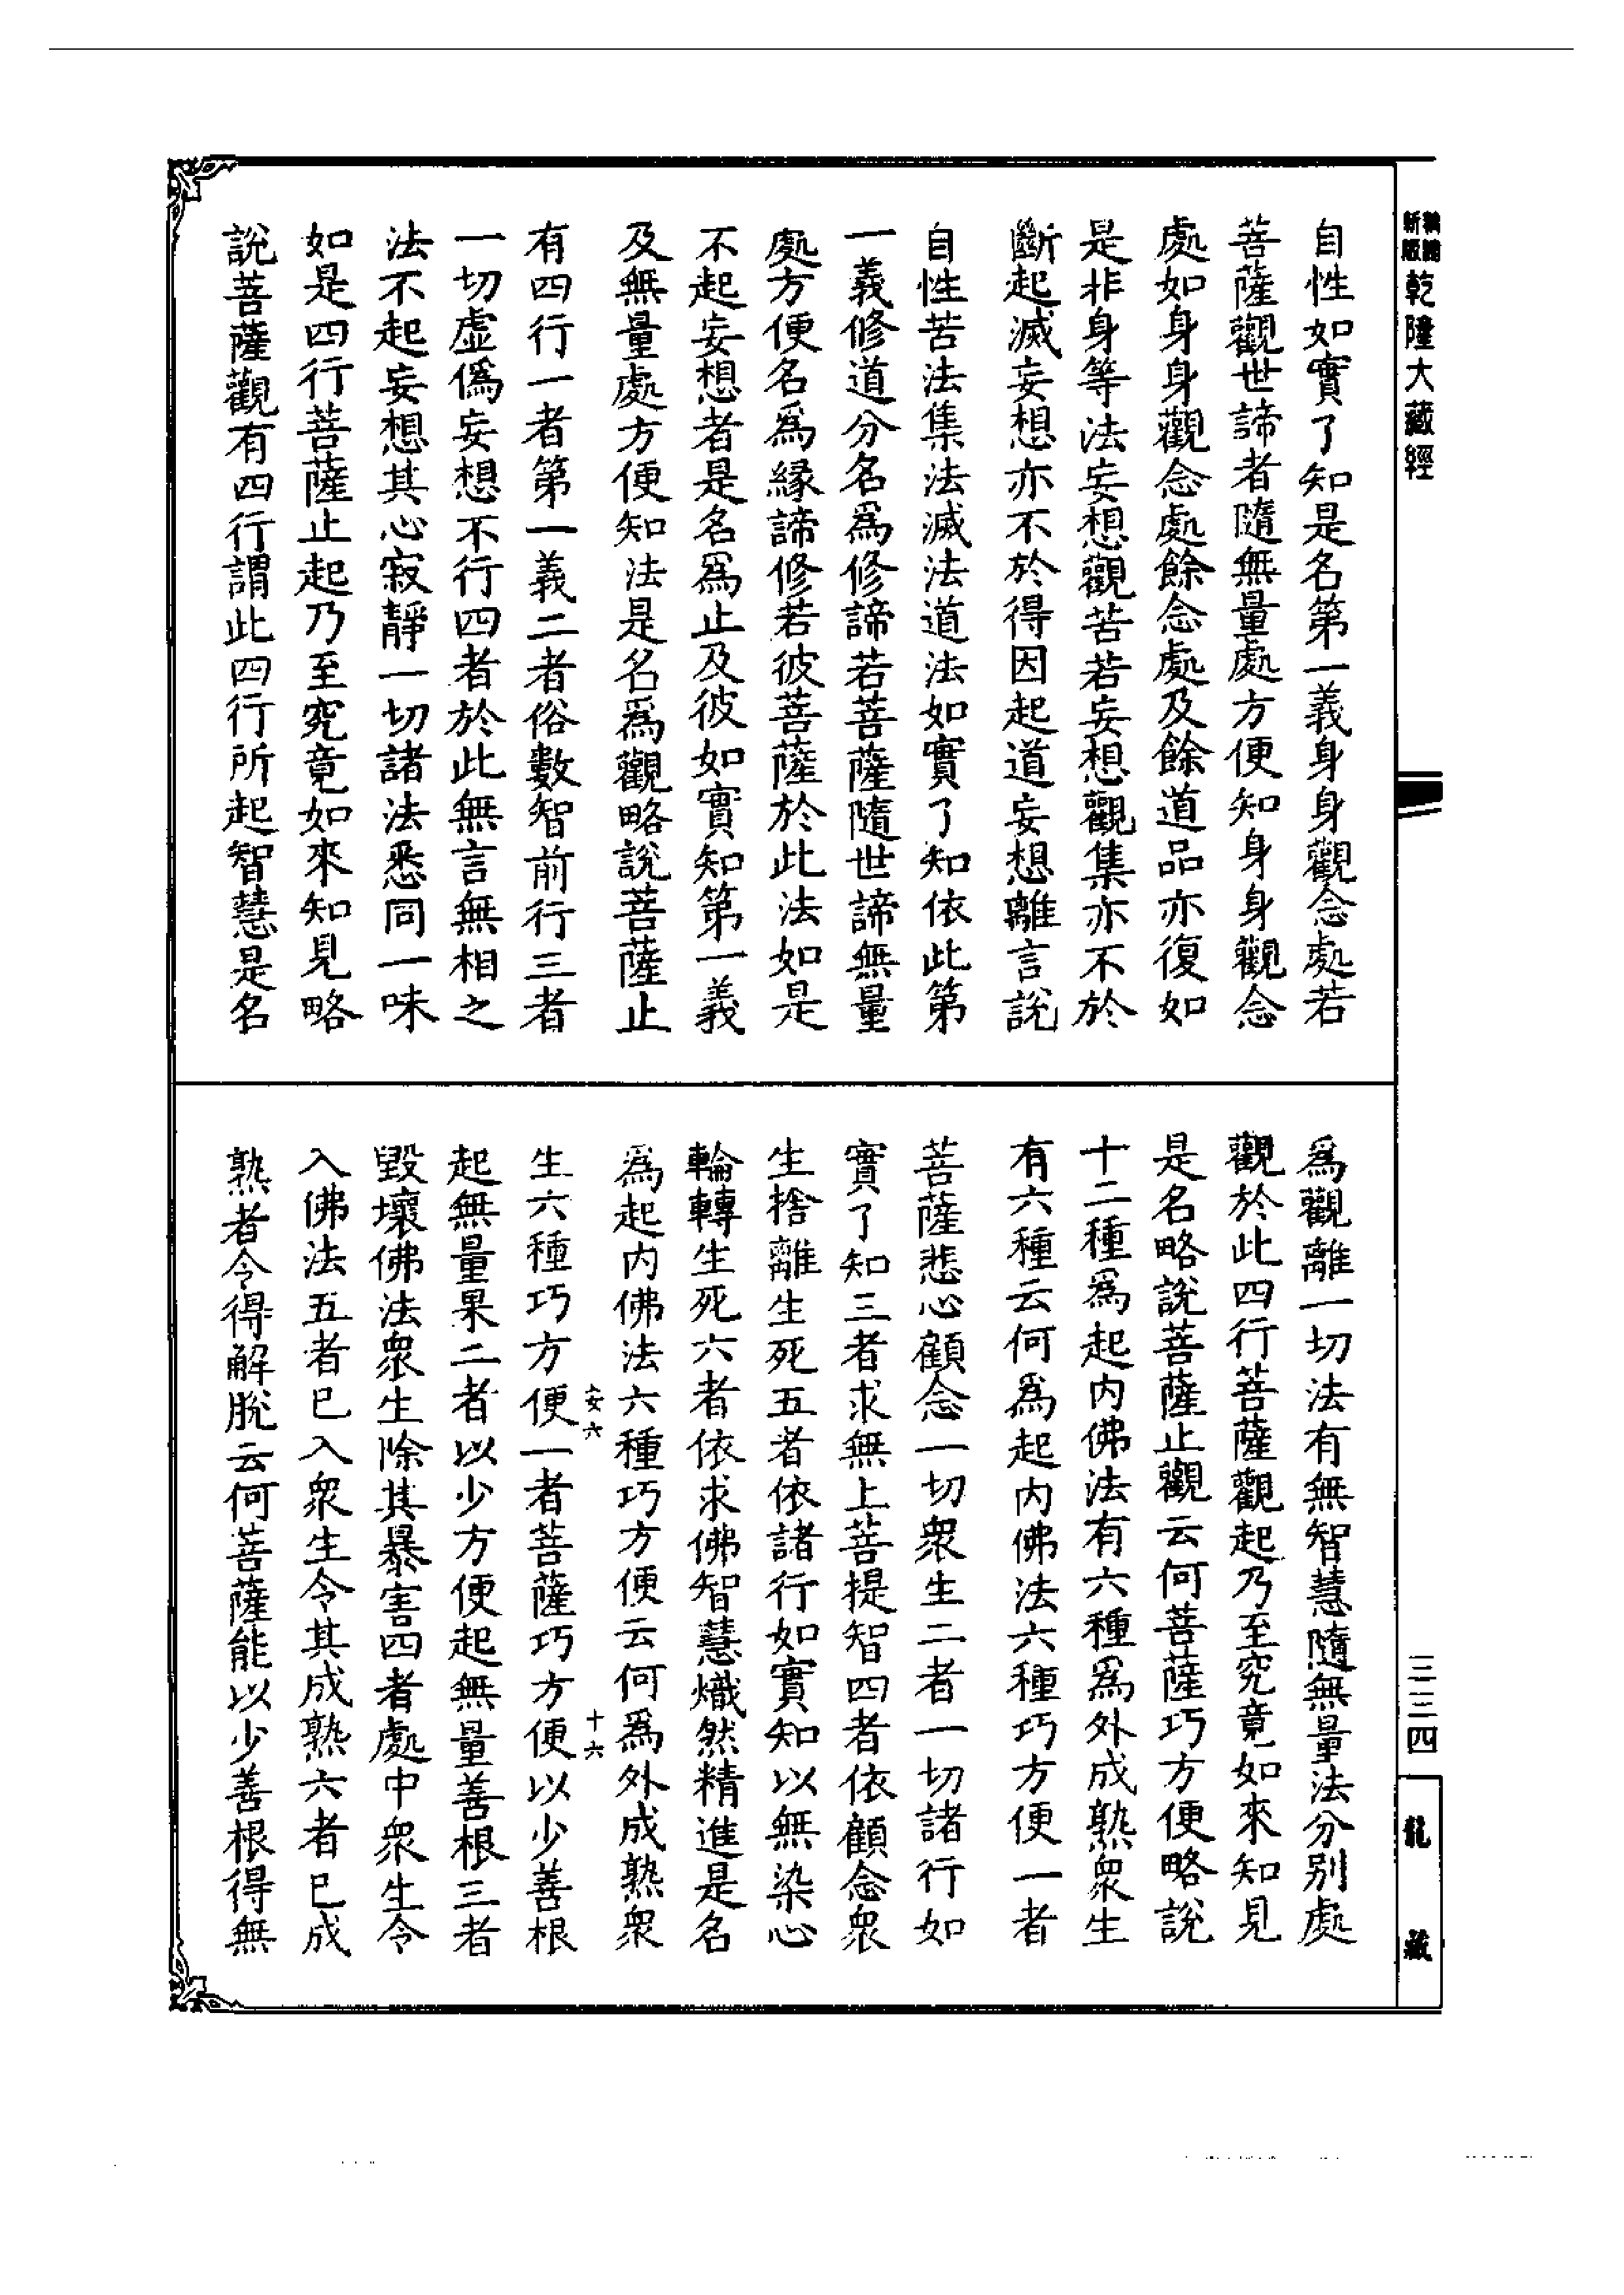 新版精譜
乾隆大藏經
三三四
龍藏
自性如實了知是名第一義身身觀念處若
菩薩觀世諦者隨無量處方便知身身觀念
處如身身觀念處餘念處及餘道品亦復如
是非身等法妄想觀苦若妄想觀集亦不於
斷起滅妄想亦不於得因起道妄想離言說
自性苦法集法滅法道法如實了知依此第
一義修道分名爲修諦若菩薩隨世諦無量
處方便名爲緣諦修若彼菩薩於此法如是
不起妄想者是名爲止及彼如實知第一義
及無量處方便知法是名爲觀略說菩薩止
有四行一者第一義二者俗數智前行三者
一切虛僞妄想不行四者於此無言無相之
法不起妄想其心寂靜一切諸法悉同一味
如是四行菩薩止起乃至究竟如來知見略
說菩薩觀有四行謂此四行所起智慧是名
爲觀離一切法有無智慧隨無量法分別處
觀於此四行菩薩觀起乃至究竟如來知見
是名略說菩薩止觀云何菩薩巧方便略說
十二種爲起内佛法有六種爲外成熟衆生
有六種云何爲起内佛法六種巧方便一者
菩薩悲心顧念一切衆生二者一切諸行如
實了知三者求無上菩提智四者依顧念衆
生捨離生死五者依諸行如實知以無染心
輪轉生死六者依求佛智慧熾然精進是名
爲起内佛法六種巧方便云何爲外成熟衆
安六　十六
生六種巧方便一者菩薩巧方便以少善根
起無量果二者以少方便起無量善根三者
毀壞佛法衆生除其暴害四者處中衆生令
入佛法五者已入衆生令其成熟六者已成
熟者令得解脫云何菩薩能以少善根得無